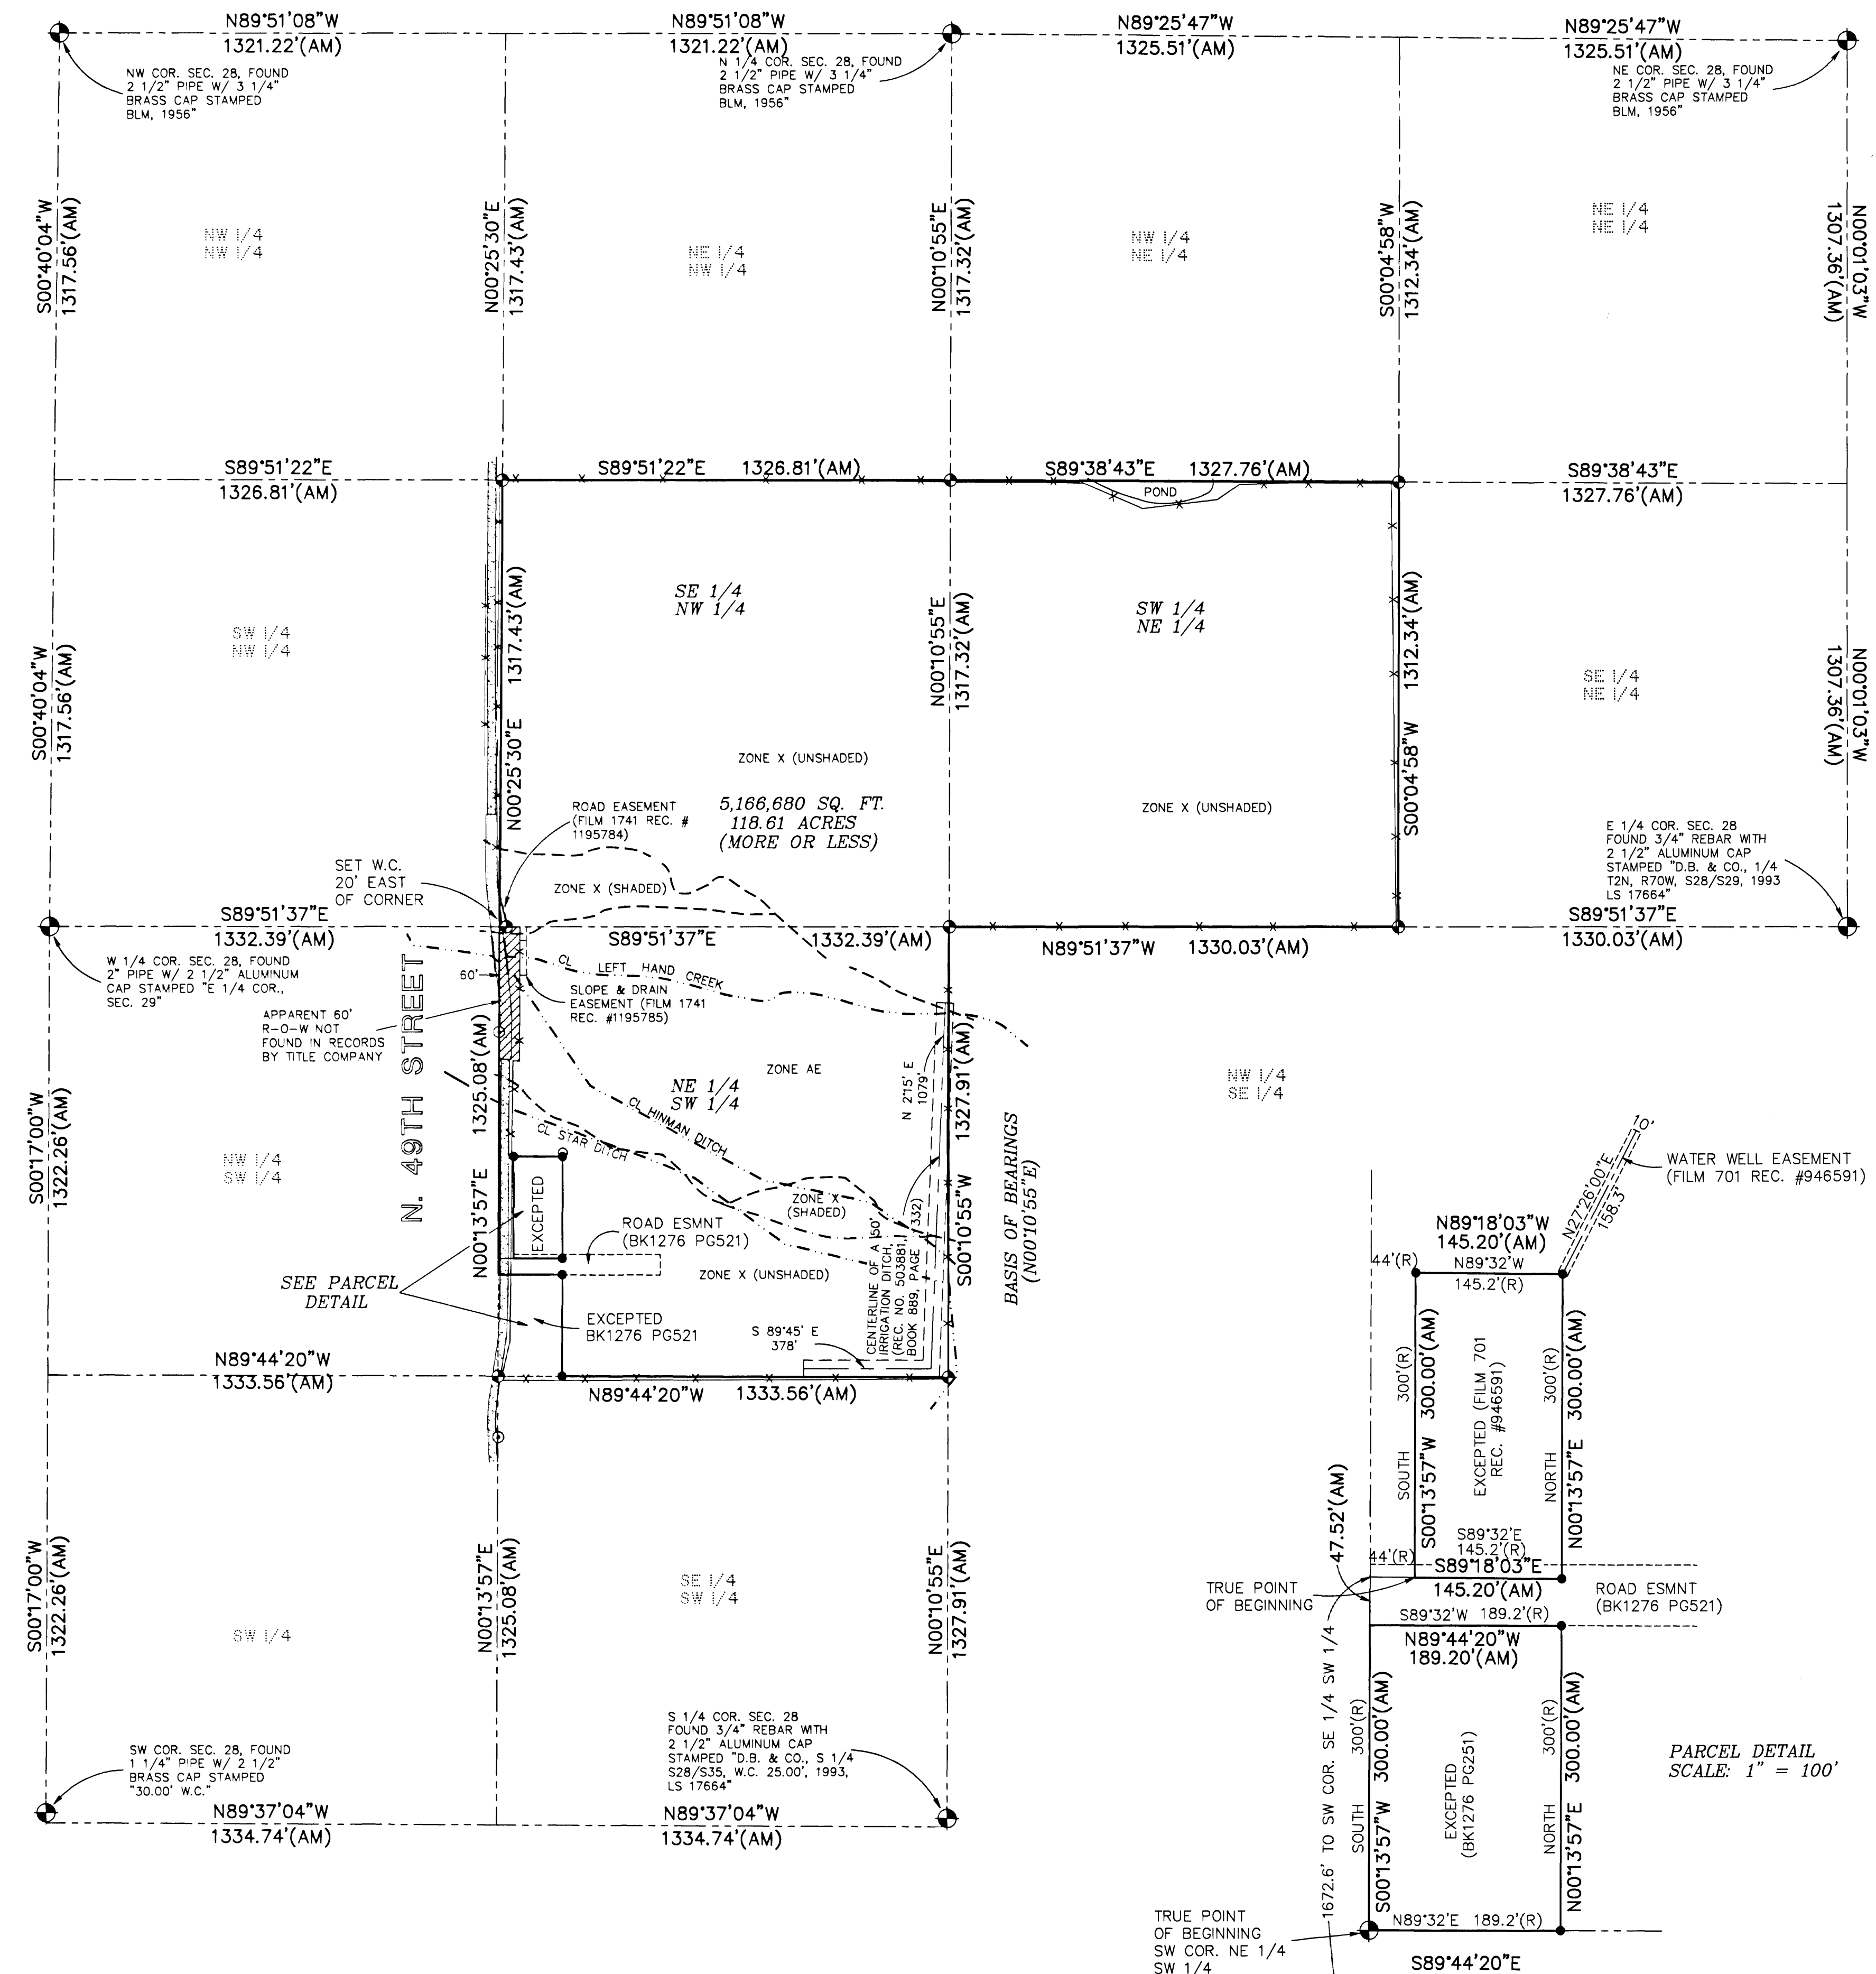 N89°51'08"W
1321.22'(AM)
N89°51'08"W
1321.22'(AM)
N89°25'47"W
1325.51'(AM)
N89°25'47"W
1325.51'(AM)
NW COR. SEC. 28, FOUND
2 1/2" PIPE W/ 3 1/4"
BRASS CAP STAMPED
BLM, 1956"
N 1/4 COR. SEC. 28, FOUND
2 1/2" PIPE W/ 3 1/4"
BRASS CAP STAMPED
BLM, 1956"
NE COR. SEC. 28, FOUND
2 1/2" PIPE W/ 3 1/4"
BRASS CAP STAMPED
BLM, 1956"
S00°40'04"W
1317.56'(AM)
NW 1/4
NW 1/4
N00°25'30"E
1317.43'(AM)
NE 1/4
NW 1/4
N00°10'55"E
1317.32'(AM)
NW 1/4
NE 1/4
S00°04'58"W
1312.34'(AM)
NE 1/4
NE 1/4
N00°01'03"W
1307.36'(AM)
S89°51'22"E
1326.81'(AM)
S89°51'22"E 1326.81'(AM)
S89°38'43"E 1327.76'(AM)
POND
S89°38'43"E
1327.76'(AM)
S00°40'04"W
1317.56'(AM)
SW 1/4
NW 1/4
N00°25'30"E 1317.43'(AM)
SE 1/4
NW 1/4
N00°10'55"E
1317.32'(AM)
SW 1/4
NE 1/4
S00°04'58"W 1312.34'(AM)
SE 1/4
NE 1/4
N00°01'03"W
1307.36'(AM)
ZONE X (UNSHADED)
5,166,680 SQ. FT.
118.61 ACRES
(MORE OR LESS)
ZONE X (UNSHADED)
ROAD EASEMENT
(FILM 1741 REC. #
1195784)
SET W.C.
20' EAST
OF CORNER
ZONE X (SHADED)
E 1/4 COR. SEC. 28
FOUND 3/4" REBAR WITH
2 1/2" ALUMINUM CAP
STAMPED "D.B. & CO., 1/4
T2N, R70W, S28/S29, 1993
LS 17664"
S89°51'37"E
1332.39'(AM)
S89°51'37"E 1332.39'(AM)
N89°51'37"W 1330.03'(AM)
S89°51'37"E
1330.03'(AM)
W 1/4 COR. SEC. 28, FOUND
2" PIPE W/ 2 1/2" ALUMINUM
CAP STAMPED "E 1/4 COR.,
SEC. 29"
60'
CL LEFT HAND CREEK
SLOPE & DRAIN
EASEMENT (FILM 1741
REC. #1195785)
APPARENT 60'
R-O-W NOT
FOUND IN RECORDS
BY TITLE COMPANY
N. 49TH STREET
ZONE AE
NE 1/4
SW 1/4
CL HINMAN DITCH
CL STAR DITCH
N 2°15' E
1079'
S00°17'00"W
1322.26'(AM)
NW 1/4
SW 1/4
N00°13'57"E 1325.08'(AM)
S00°10'55"W 1327.91'(AM)
BASIS OF BEARINGS
(N00°10'55"E)
NW 1/4
SE 1/4
EXCEPTED
ROAD ESMNT
(BK1276 PG521)
ZONE X
(SHADED)
ZONE X (UNSHADED)
CENTERLINE OF A 50'
IRRIGATION DITCH,
(REC. NO. 503881,
BOOK 889, PAGE 332)
SEE PARCEL
DETAIL
EXCEPTED
BK1276 PG521
S 89°45' E
378'
N89°44'20"W
1333.56'(AM)
N89°44'20"W 1333.56'(AM)
S00°17'00"W
1322.26'(AM)
SW 1/4
N00°13'57"E
1325.08'(AM)
SE 1/4
SW 1/4
N00°10'55"E
1327.91'(AM)
SW COR. SEC. 28, FOUND
1 1/4" PIPE W/ 2 1/2"
BRASS CAP STAMPED
"30.00' W.C."
S 1/4 COR. SEC. 28
FOUND 3/4" REBAR WITH
2 1/2" ALUMINUM CAP
STAMPED "D.B. & CO., S 1/4
S28/S35, W.C. 25.00', 1993,
LS 17664"
N89°37'04"W
1334.74'(AM)
N89°37'04"W
1334.74'(AM)
10'
WATER WELL EASEMENT
(FILM 701 REC. #946591)
N27°26'00"E
158.3'
N89°18'03"W
145.20'(AM)
44'(R)
N89°32'W
145.2'(R)
SOUTH 300'(R)
S00°13'57"W 300.00'(AM)
EXCEPTED (FILM 701
REC. #946591)
NORTH 300'(R)
N00°13'57"E 300.00'(AM)
47.52'(AM)
44'(R)
S89°32'E
145.2'(R)
S89°18'03"E
145.20'(AM)
TRUE POINT
OF BEGINNING
ROAD ESMNT
(BK1276 PG521)
S89°32'W 189.2'(R)
N89°44'20"W
189.20'(AM)
1672.6' TO SW COR. SE 1/4 SW 1/4
SOUTH 300'(R)
S00°13'57"W 300.00'(AM)
EXCEPTED
(BK1276 PG251)
NORTH 300'(R)
N00°13'57"E 300.00'(AM)
PARCEL DETAIL
SCALE: 1" = 100'
TRUE POINT
OF BEGINNING
SW COR. NE 1/4
SW 1/4
N89°32'E 189.2'(R)
S89°44'20"E